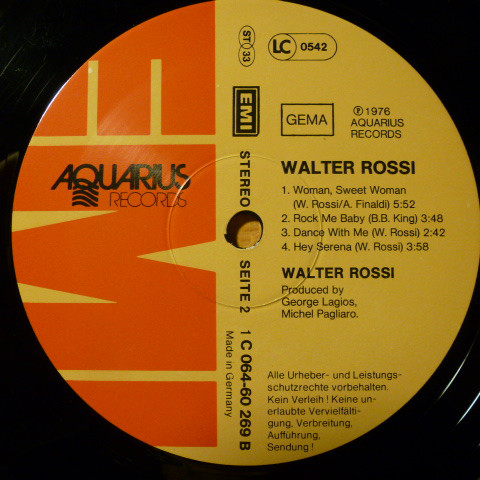 ST
33
LC 0542
EMI
GEMA
℗ 1976
AQUARIUS
RECORDS
AQUARIUS
RECORDS
WALTER ROSSI
1. Woman, Sweet Woman
(W. Rossi/A. Finaldi) 5:52
2. Rock Me Baby (B.B. King) 3:48
3. Dance With Me (W. Rossi) 2:42
4. Hey Serena (W. Rossi) 3:58
WALTER ROSSI
Produced by
George Lagios,
Michel Pagliaro.
STEREO SEITE 2 1 C 064-60 269 B
Made in Germany
Alle Urheber- und Leistungs-
schutzrechte vorbehalten.
Kein Verleih! Keine un-
erlaubte Vervielfälti-
gung, Verbreitung,
Aufführung,
Sendung!